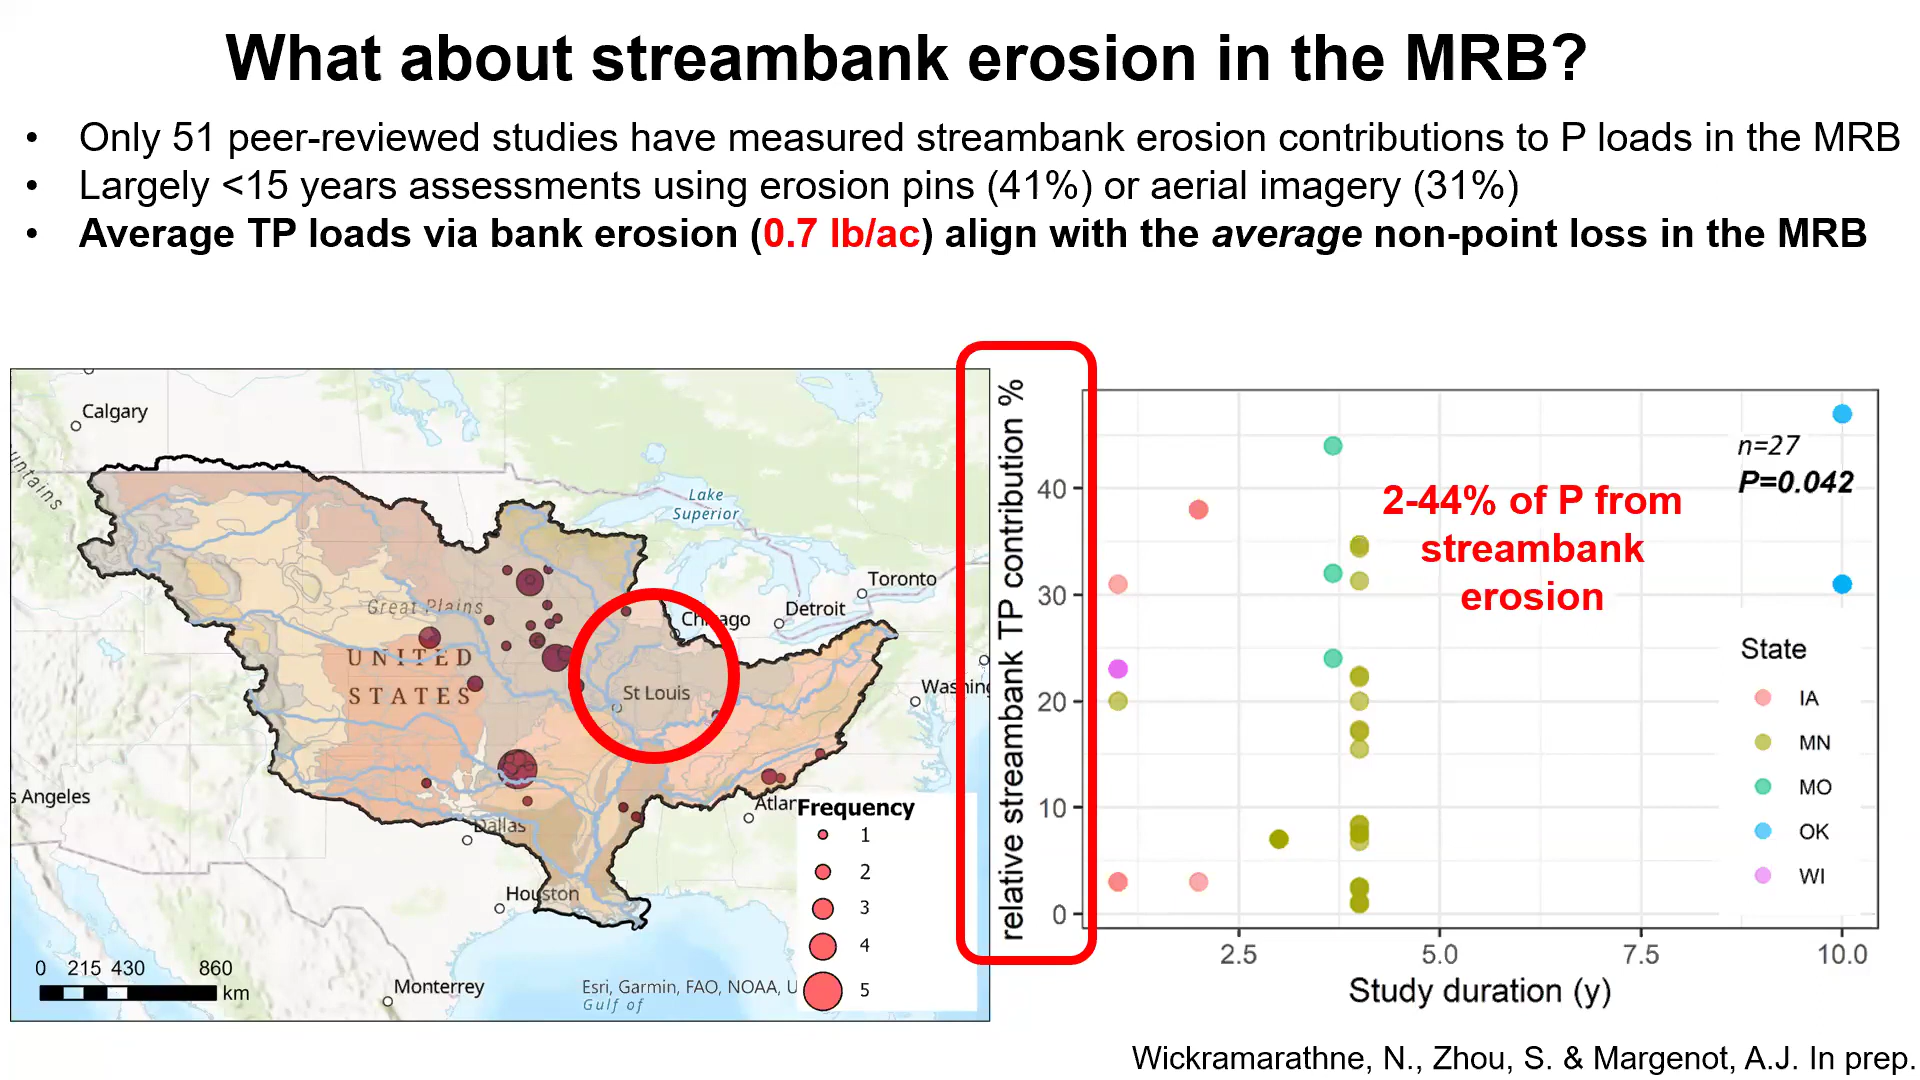 What about streambank erosion in the MRB?
• Only 51 peer-reviewed studies have measured streambank erosion contributions to P loads in the MRB
• Largely <15 years assessments using erosion pins (41%) or aerial imagery (31%)
• Average TP loads via bank erosion (0.7 lb/ac) align with the average non-point loss in the MRB
Calgary
untains
Lake
Superior
Toronto
Detroit
Chicago
Great Plains
UNITED
STATES
St Louis
Washing
s Angeles
Atlan
Dallas
Houston
Monterrey
Frequency
1
2
3
4
5
0 215 430 860
km
Esri, Garmin, FAO, NOAA, U
Gulf of
relative streambank TP contribution %
40
30
20
10
0
n=27
P=0.042
2-44% of P from
streambank
erosion
State
IA
MN
MO
OK
WI
2.5 5.0 7.5 10.0
Study duration (y)
Wickramarathne, N., Zhou, S. & Margenot, A.J. In prep.